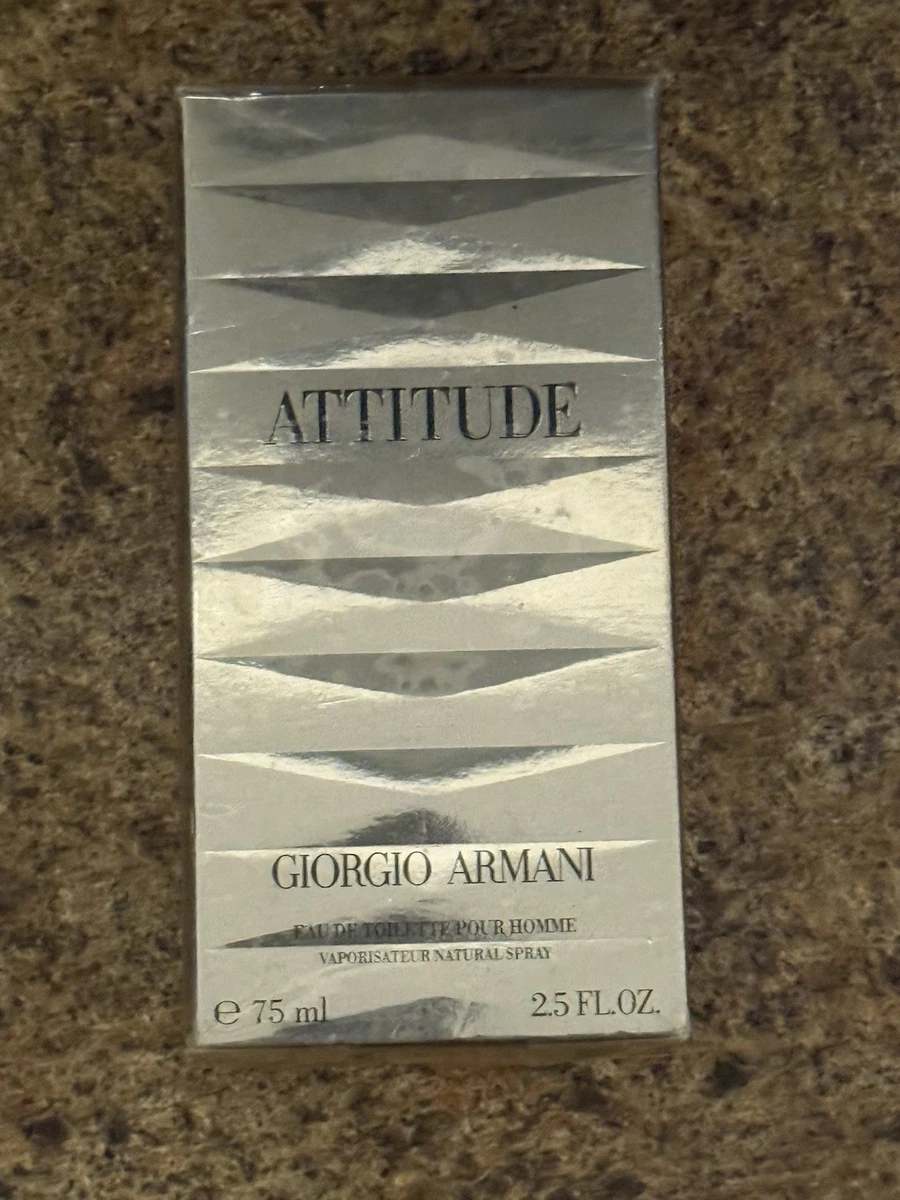 ATTITUDE
GIORGIO ARMANI
EAU DE TOILETTE POUR HOMME
VAPORISATEUR NATURAL SPRAY
℮ 75 ml 2.5 FL.OZ.